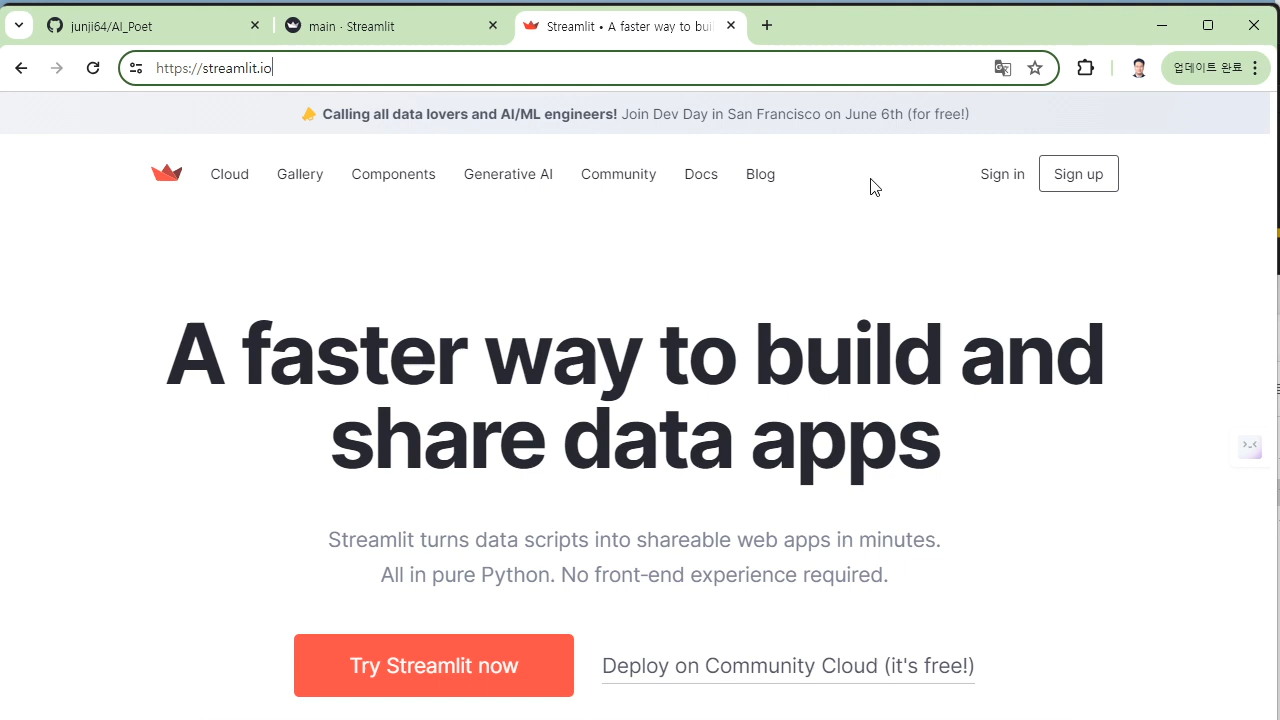 junji64/AI_Poet
main · Streamlit
Streamlit • A faster way to buil
https://streamlit.io
업데이트 완료
Calling all data lovers and AI/ML engineers! Join Dev Day in San Francisco on June 6th (for free!)
Cloud Gallery Components Generative AI Community Docs Blog Sign in Sign up
A faster way to build and
share data apps
Streamlit turns data scripts into shareable web apps in minutes.
All in pure Python. No front-end experience required.
Try Streamlit now Deploy on Community Cloud (it's free!)